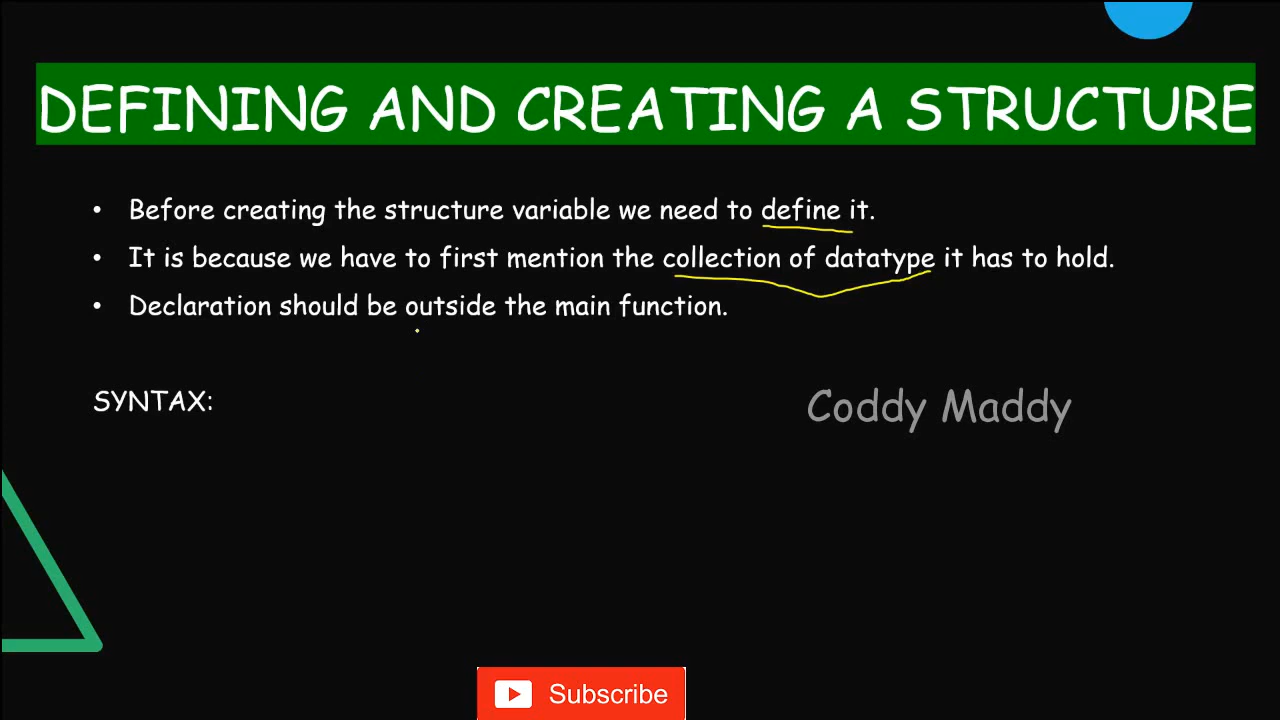 DEFINING AND CREATING A STRUCTURE
• Before creating the structure variable we need to define it.
• It is because we have to first mention the collection of datatype it has to hold.
• Declaration should be outside the main function.
SYNTAX:
Coddy Maddy
Subscribe